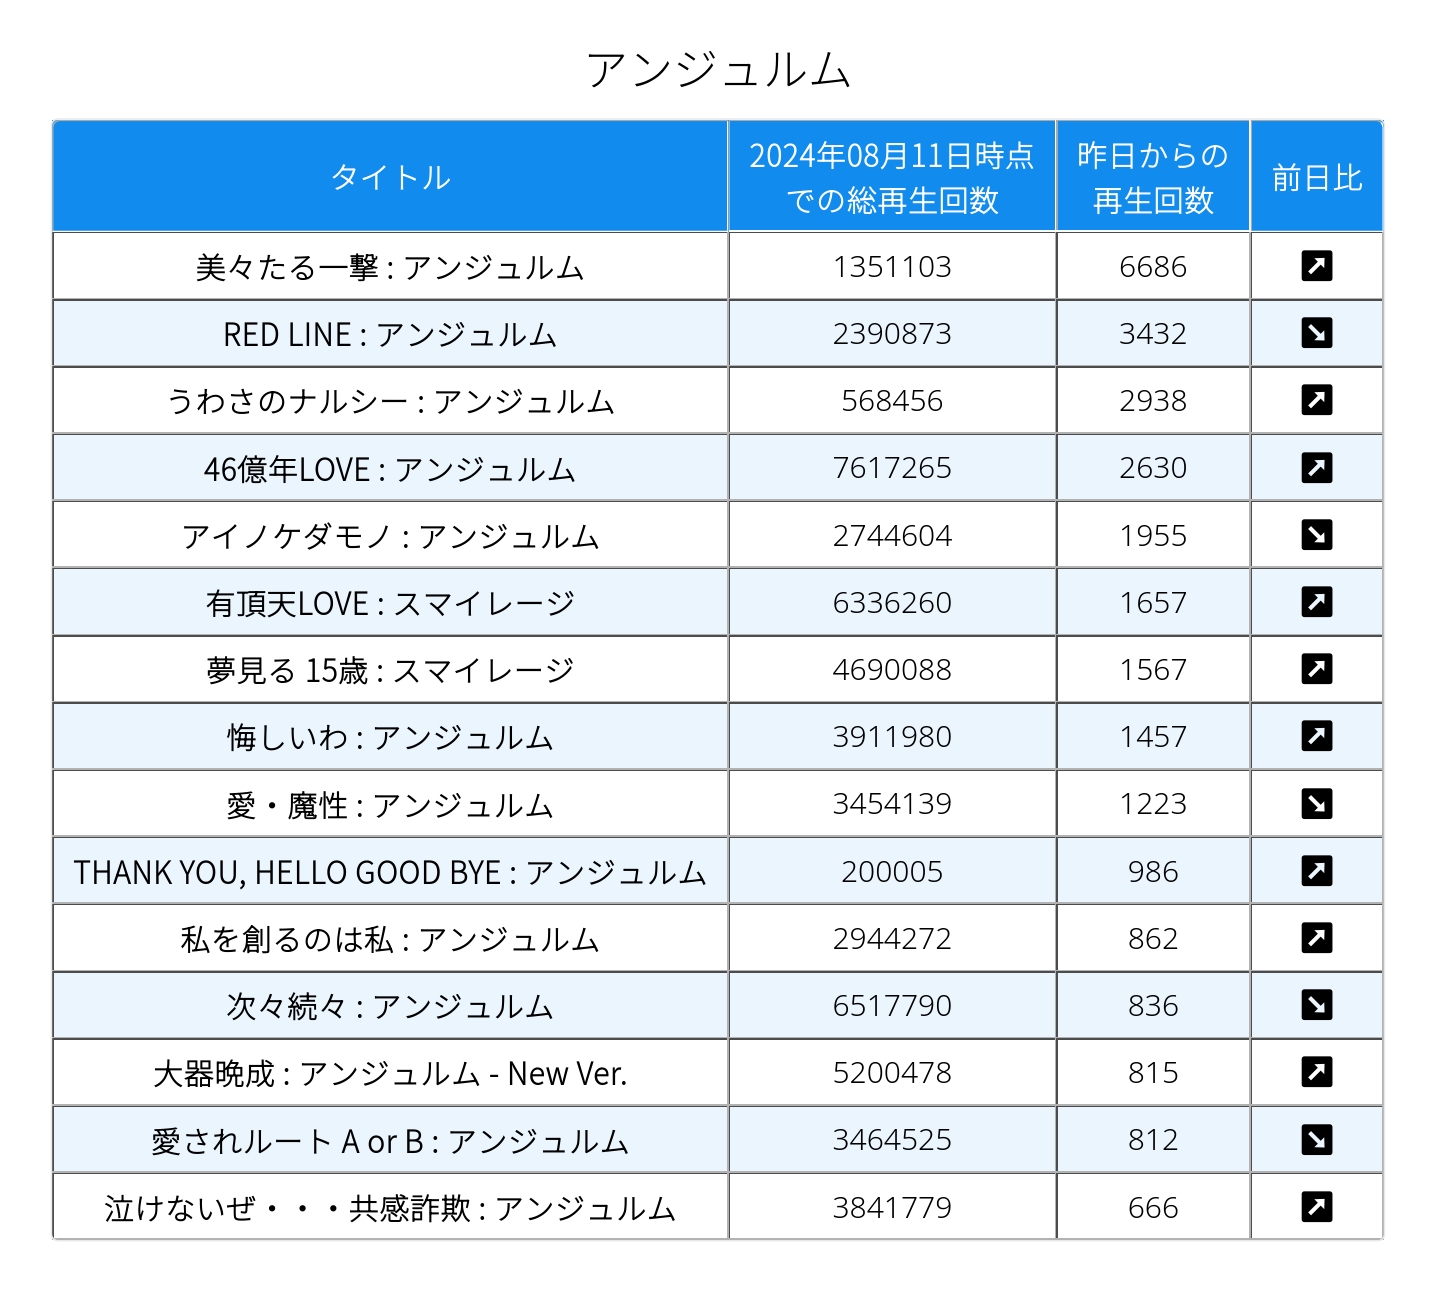 アンジュルム
タイトル 2024年08月11日時点での総再生回数 昨日からの再生回数 前日比
美々たる一撃 : アンジュルム 1351103 6686 ↗
RED LINE : アンジュルム 2390873 3432 ↘
うわさのナルシー : アンジュルム 568456 2938 ↗
46億年LOVE : アンジュルム 7617265 2630 ↗
アイノケダモノ : アンジュルム 2744604 1955 ↘
有頂天LOVE : スマイレージ 6336260 1657 ↗
夢見る 15歳 : スマイレージ 4690088 1567 ↗
悔しいわ : アンジュルム 3911980 1457 ↗
愛・魔性 : アンジュルム 3454139 1223 ↘
THANK YOU, HELLO GOOD BYE : アンジュルム 200005 986 ↗
私を創るのは私 : アンジュルム 2944272 862 ↗
次々続々 : アンジュルム 6517790 836 ↘
大器晩成 : アンジュルム - New Ver. 5200478 815 ↗
愛されルート A or B : アンジュルム 3464525 812 ↘
泣けないぜ・・・共感詐欺 : アンジュルム 3841779 666 ↗